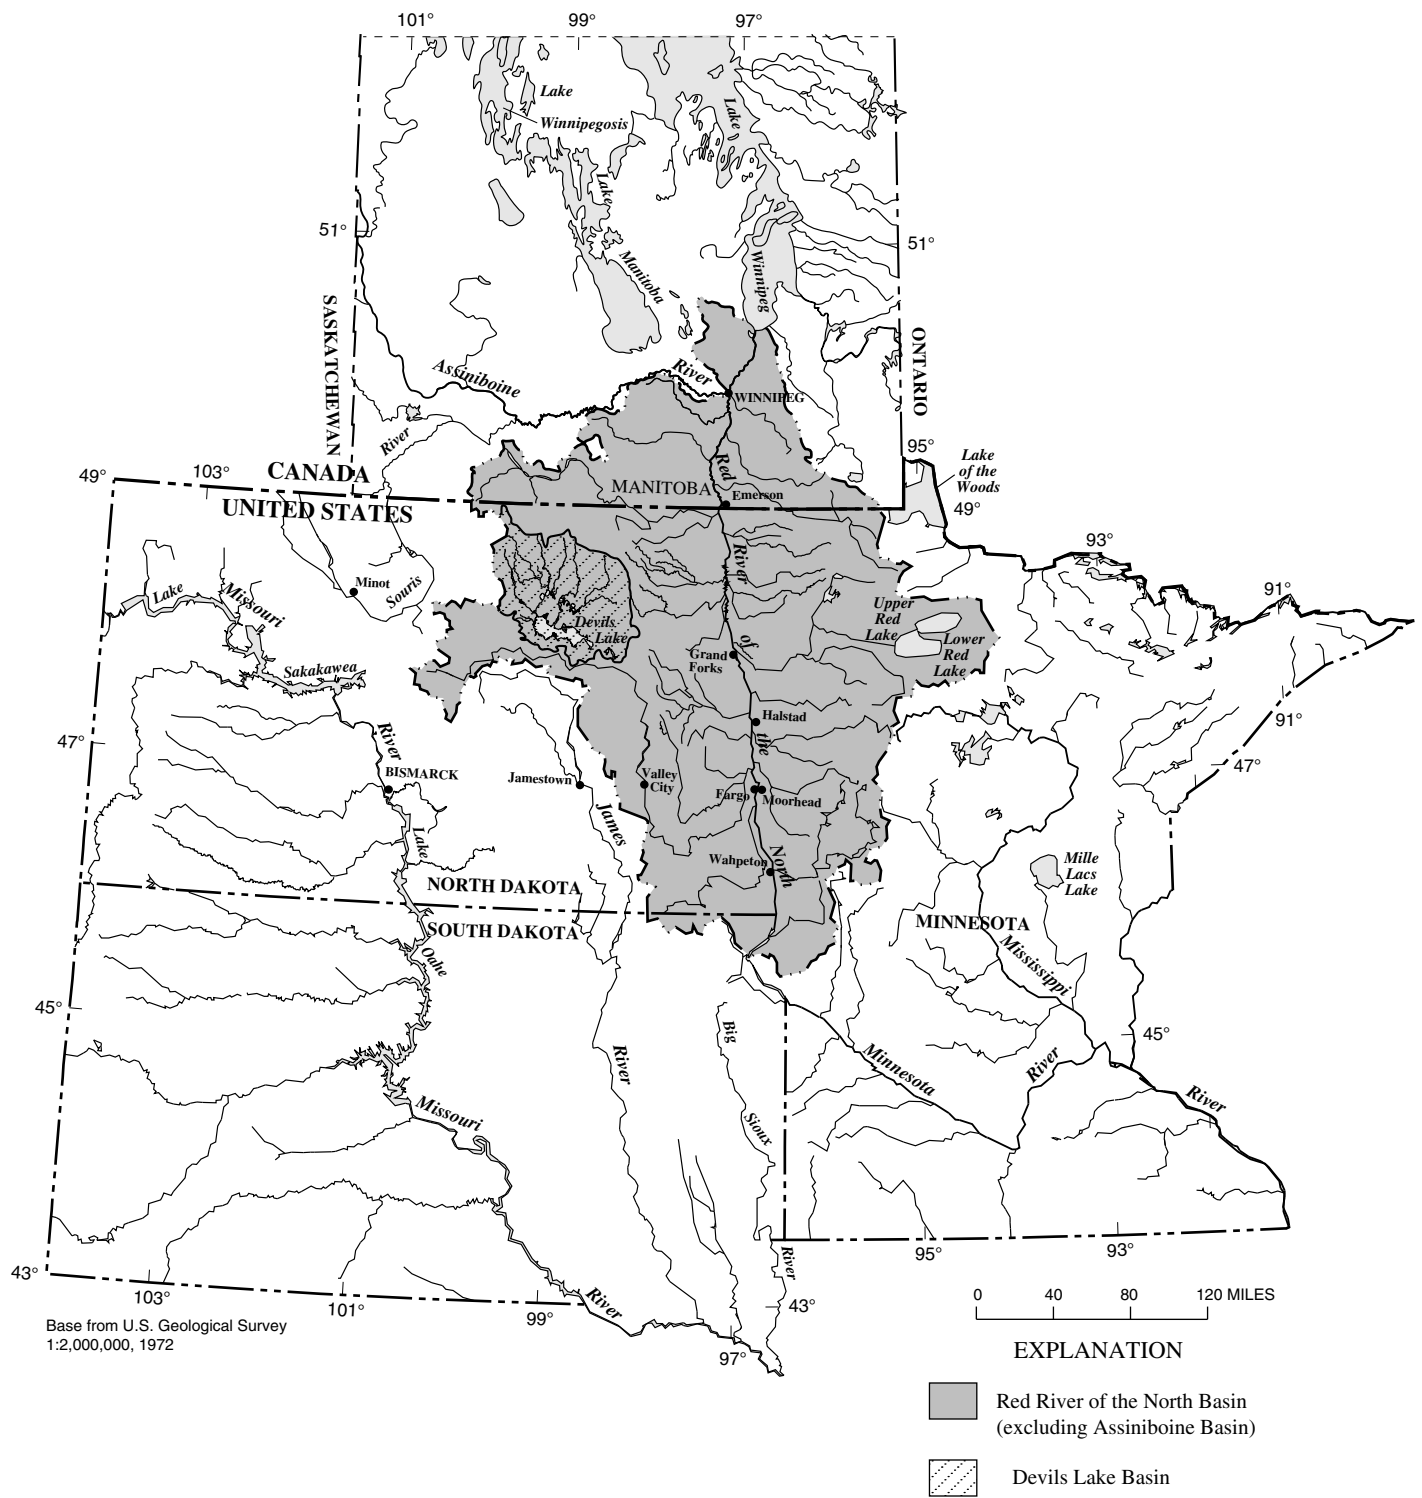 101°
99°
97°
Lake
Winnipegosis
Lake
Lake
51°
51°
Manitoba
Winnipeg
SASKATCHEWAN
ONTARIO
Assiniboine
River
WINNIPEG
River
95°
Lake
of the
Woods
49°
103°
CANADA
UNITED STATES
MANITOBA
Red
Emerson
49°
93°
91°
River
Minot
Souris
Lake
Missouri
Sakakawea
Devils
Lake
Upper
Red
Lake
Lower
Red
Lake
of
Grand
Forks
Halstad
the
91°
47°
47°
River
BISMARCK
Jamestown
Valley
City
Fargo
Moorhead
James
Lake
Wahpeton
North
Mille
Lacs
Lake
NORTH DAKOTA
SOUTH DAKOTA
MINNESOTA
Oahe
Mississippi
45°
45°
Big
River
Minnesota
River
River
Missouri
Sioux
River
95°
93°
43°
43°
103°
101°
99°
97°
River
Base from U.S. Geological Survey
1:2,000,000, 1972
0 40 80 120 MILES
EXPLANATION
Red River of the North Basin
(excluding Assiniboine Basin)
Devils Lake Basin